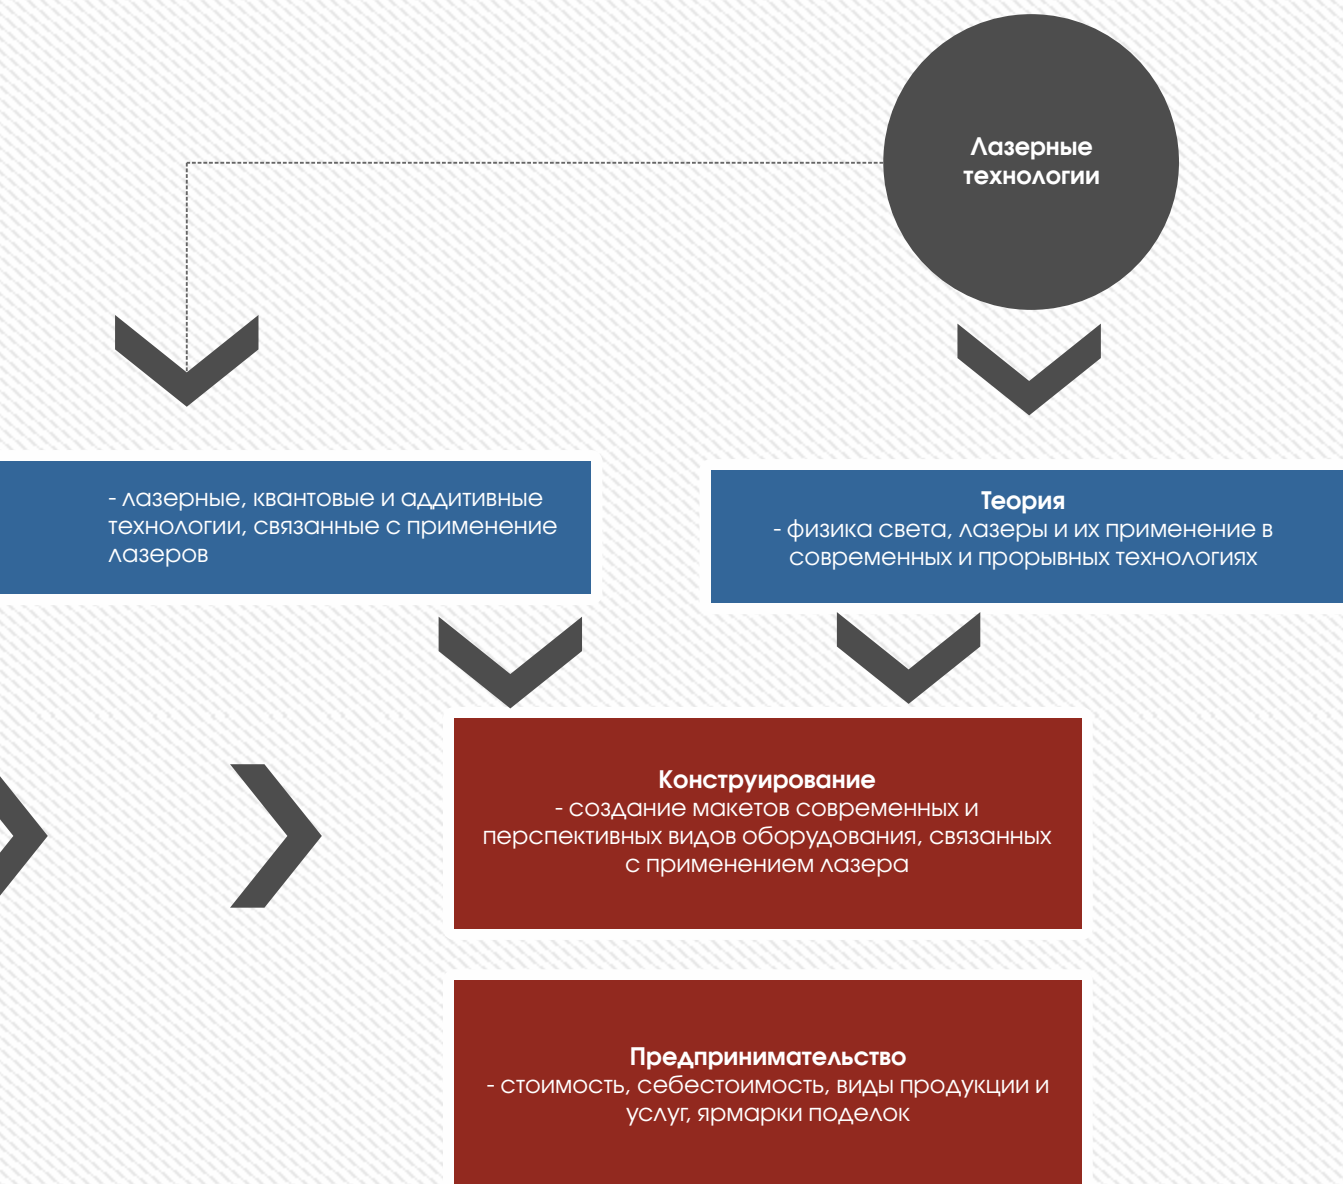 Лазерные
технологии
- лазерные, квантовые и аддитивные
технологии, связанные с применение
лазеров
Теория
- физика света, лазеры и их применение в
современных и прорывных технологиях
Конструирование
- создание макетов современных и
перспективных видов оборудования, связанных
с применением лазера
Предпринимательство
- стоимость, себестоимость, виды продукции и
услуг, ярмарки поделок